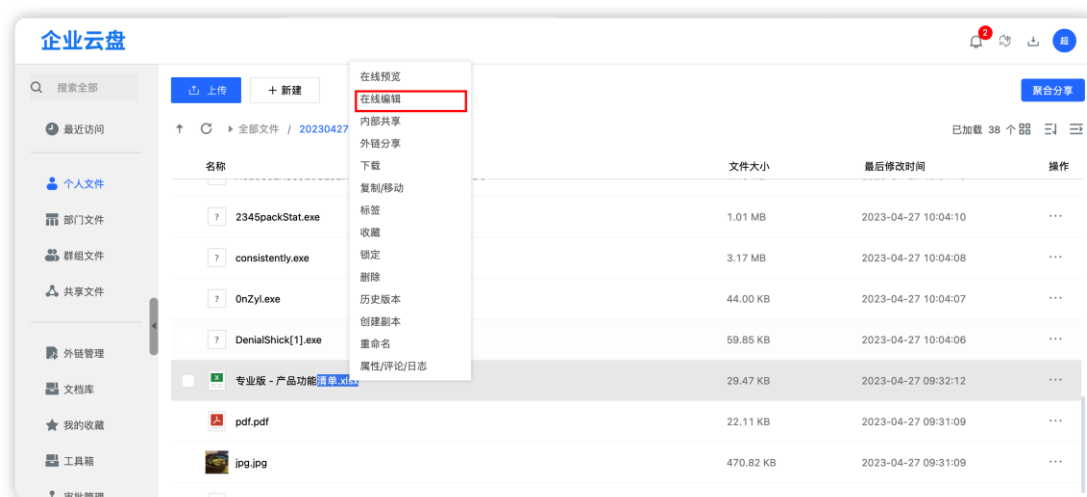 企业云盘
2
超
搜索全部
上传
+ 新建
聚合分享
最近访问
全部文件 / 20230427
已加载 38 个
名称
文件大小
最后修改时间
操作
个人文件
部门文件
群组文件
共享文件
外链管理
文档库
我的收藏
工具箱
审批管理
? 2345packStat.exe 1.01 MB 2023-04-27 10:04:10 ...
? consistently.exe 3.17 MB 2023-04-27 10:04:08 ...
? 0nZyl.exe 44.00 KB 2023-04-27 10:04:07 ...
? DenialShick[1].exe 59.85 KB 2023-04-27 10:04:06 ...
专业版 - 产品功能清单.xlsx 29.47 KB 2023-04-27 09:32:12 ...
pdf.pdf 22.11 KB 2023-04-27 09:31:09 ...
jpg.jpg 470.82 KB 2023-04-27 09:31:09 ...
在线预览
在线编辑
内部共享
外链分享
下载
复制/移动
标签
收藏
锁定
删除
历史版本
创建副本
重命名
属性/评论/日志